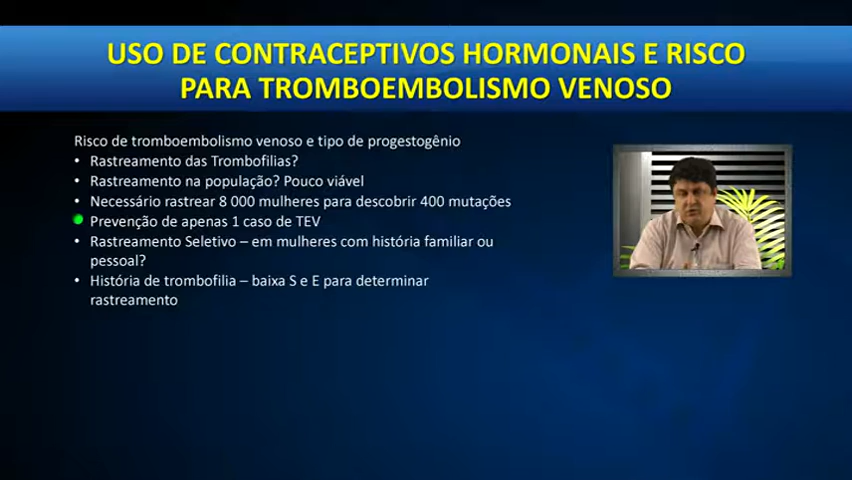 USO DE CONTRACEPTIVOS HORMONAIS E RISCO
PARA TROMBOEMBOLISMO VENOSO
Risco de tromboembolismo venoso e tipo de progestogênio
• Rastreamento das Trombofilias?
• Rastreamento na população? Pouco viável
• Necessário rastrear 8 000 mulheres para descobrir 400 mutações
Prevenção de apenas 1 caso de TEV
• Rastreamento Seletivo – em mulheres com história familiar ou
pessoal?
• História de trombofilia – baixa S e E para determinar
rastreamento